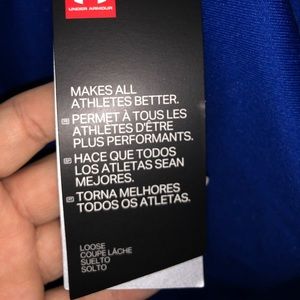 UNDER ARMOUR
MAKES ALL
ATHLETES BETTER.
FR PERMET À TOUS LES
ATHLÈTES D'ÊTRE
PLUS PERFORMANTS.
HACE QUE TODOS
LOS ATLETAS SEAN
MEJORES.
TORNA MELHORES
TODOS OS ATLETAS.
LOOSE
COUPE LÂCHE
SUELTO
SOLTO